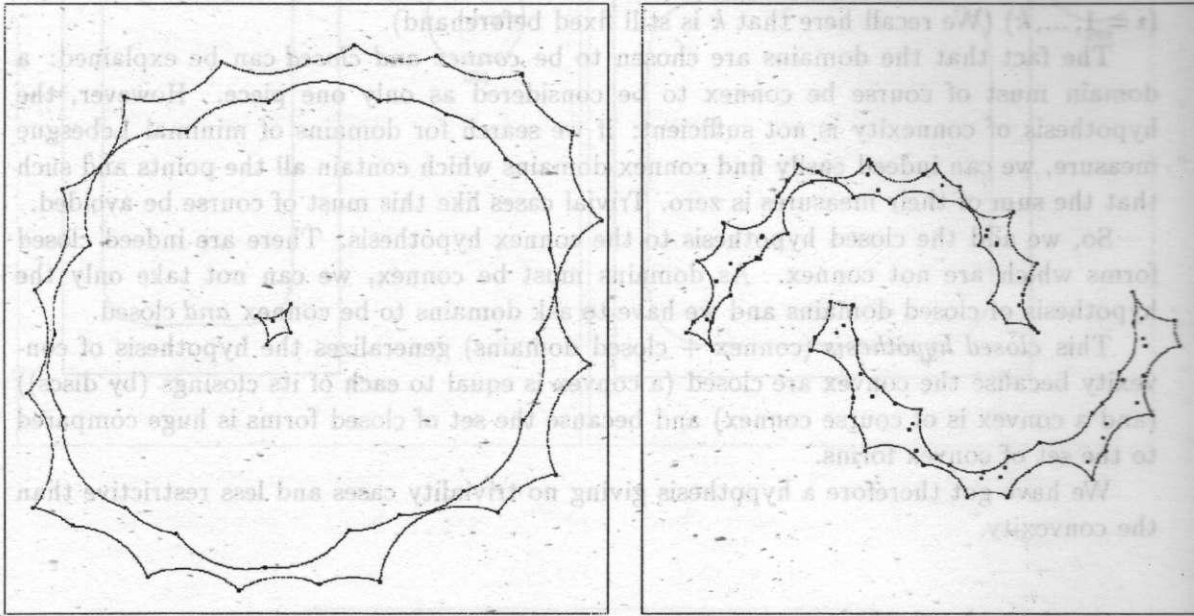 (i = 1, ..., k) (We recall here that k is still fixed beforehand).
The fact that the domains are chosen to be connex and closed can be explained: a
domain must of course be connex to be considered as only one piece. However, the
hypothesis of connexity is not sufficient: if we search for domains of minimal Lebesgue
measure, we can indeed easily find connex domains which contain all the points and such
that the sum of their measures is zero. Trivial cases like this must of course be avoided.
So, we add the closed hypothesis to the connex hypothesis. There are indeed closed
forms which are not connex. As domains must be connex, we can not take only the
hypothesis of closed domains and we have to ask domains to be connex and closed.
This closed hypothesis (connex + closed domains) generalizes the hypothesis of con-
vexity because the convex are closed (a convex is equal to each of its closings (by discs))
(and a convex is of course connex) and because the set of closed forms is huge compared
to the set of convex forms.
We have got therefore a hypothesis giving no triviality cases and less restrictive than
the convexity.